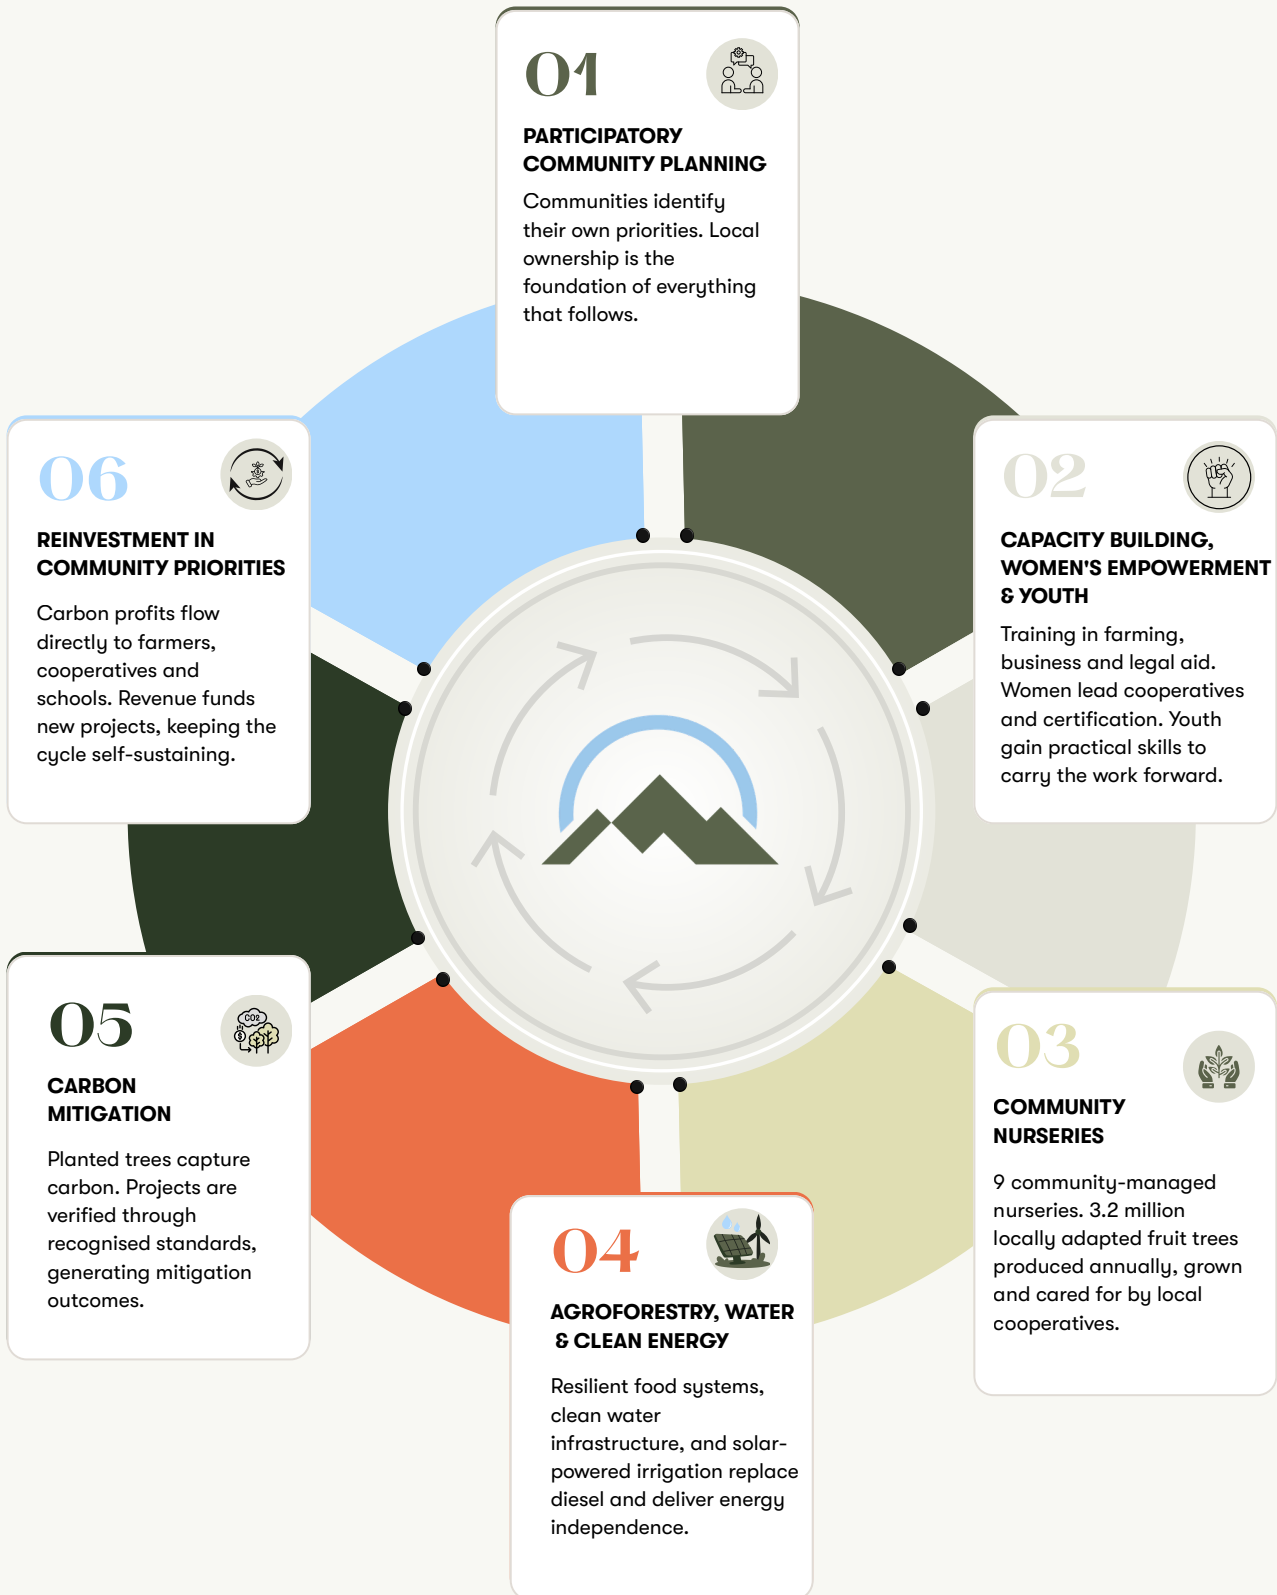 01
PARTICIPATORY
COMMUNITY PLANNING
Communities identify
their own priorities. Local
ownership is the
foundation of everything
that follows.
02
CAPACITY BUILDING,
WOMEN'S EMPOWERMENT
& YOUTH
Training in farming,
business and legal aid.
Women lead cooperatives
and certification. Youth
gain practical skills to
carry the work forward.
03
COMMUNITY
NURSERIES
9 community-managed
nurseries. 3.2 million
locally adapted fruit trees
produced annually, grown
and cared for by local
cooperatives.
04
AGROFORESTRY, WATER
& CLEAN ENERGY
Resilient food systems,
clean water
infrastructure, and solar-
powered irrigation replace
diesel and deliver energy
independence.
05
CO2
$
CARBON
MITIGATION
Planted trees capture
carbon. Projects are
verified through
recognised standards,
generating mitigation
outcomes.
06
REINVESTMENT IN
COMMUNITY PRIORITIES
Carbon profits flow
directly to farmers,
cooperatives and
schools. Revenue funds
new projects, keeping the
cycle self-sustaining.